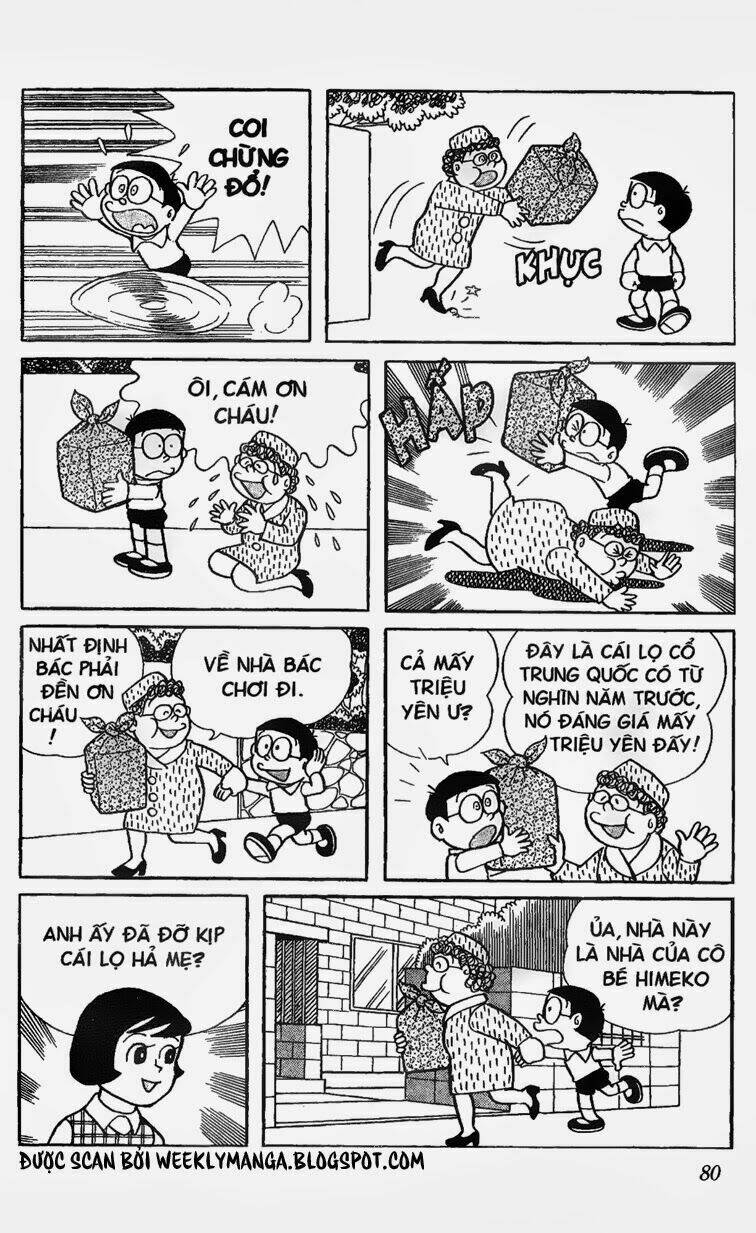 KHỰC
COI
CHỪNG
ĐỔ!
HẤP
ÔI, CÁM ƠN
CHÁU!
ĐÂY LÀ CÁI LỌ CỔ
TRUNG QUỐC CÓ TỪ
NGHÌN NĂM TRƯỚC,
NÓ ĐÁNG GIÁ MẤY
TRIỆU YÊN ĐẤY!
CẢ MẤY
TRIỆU
YÊN Ư?
VỀ NHÀ BÁC
CHƠI ĐI.
NHẤT ĐỊNH
BÁC PHẢI
ĐỀN ƠN
CHÁU
!
ỦA, NHÀ NÀY
LÀ NHÀ CỦA CÔ
BÉ HIMEKO
MÀ?
ANH ẤY ĐÃ ĐỠ KỊP
CÁI LỌ HẢ MẸ?
ĐƯỢC SCAN BỞI WEEKLYMANGA.BLOGSPOT.COM
80